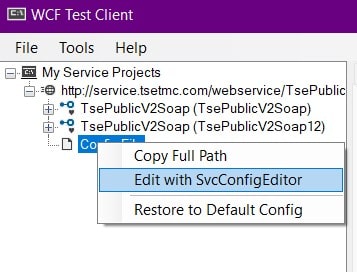 WCF Test Client
File Tools Help
My Service Projects
http://service.tsetmc.com/webservice/TsePublicV2
TsePublicV2Soap (TsePublicV2Soap)
TsePublicV2Soap (TsePublicV2Soap12)
Config File
Copy Full Path
Edit with SvcConfigEditor
Restore to Default Config